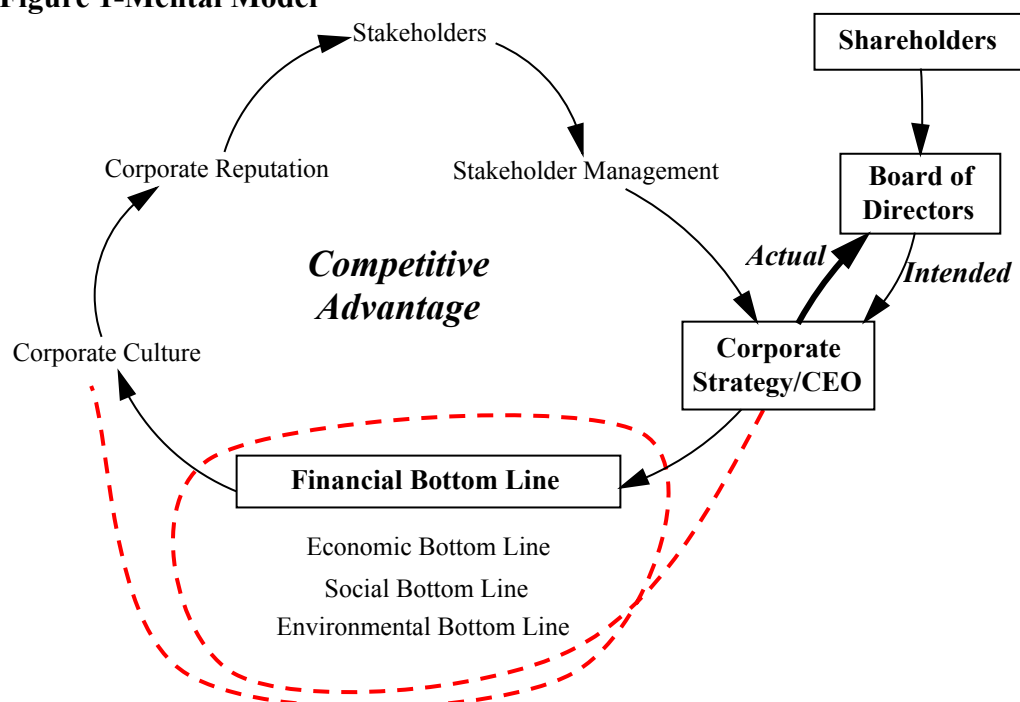 Figure 1-Mental Model
Stakeholders
Shareholders
Corporate Reputation
Stakeholder Management
Board of
Directors
Competitive
Advantage
Actual
Intended
Corporate Culture
Corporate
Strategy/CEO
Financial Bottom Line
Economic Bottom Line
Social Bottom Line
Environmental Bottom Line